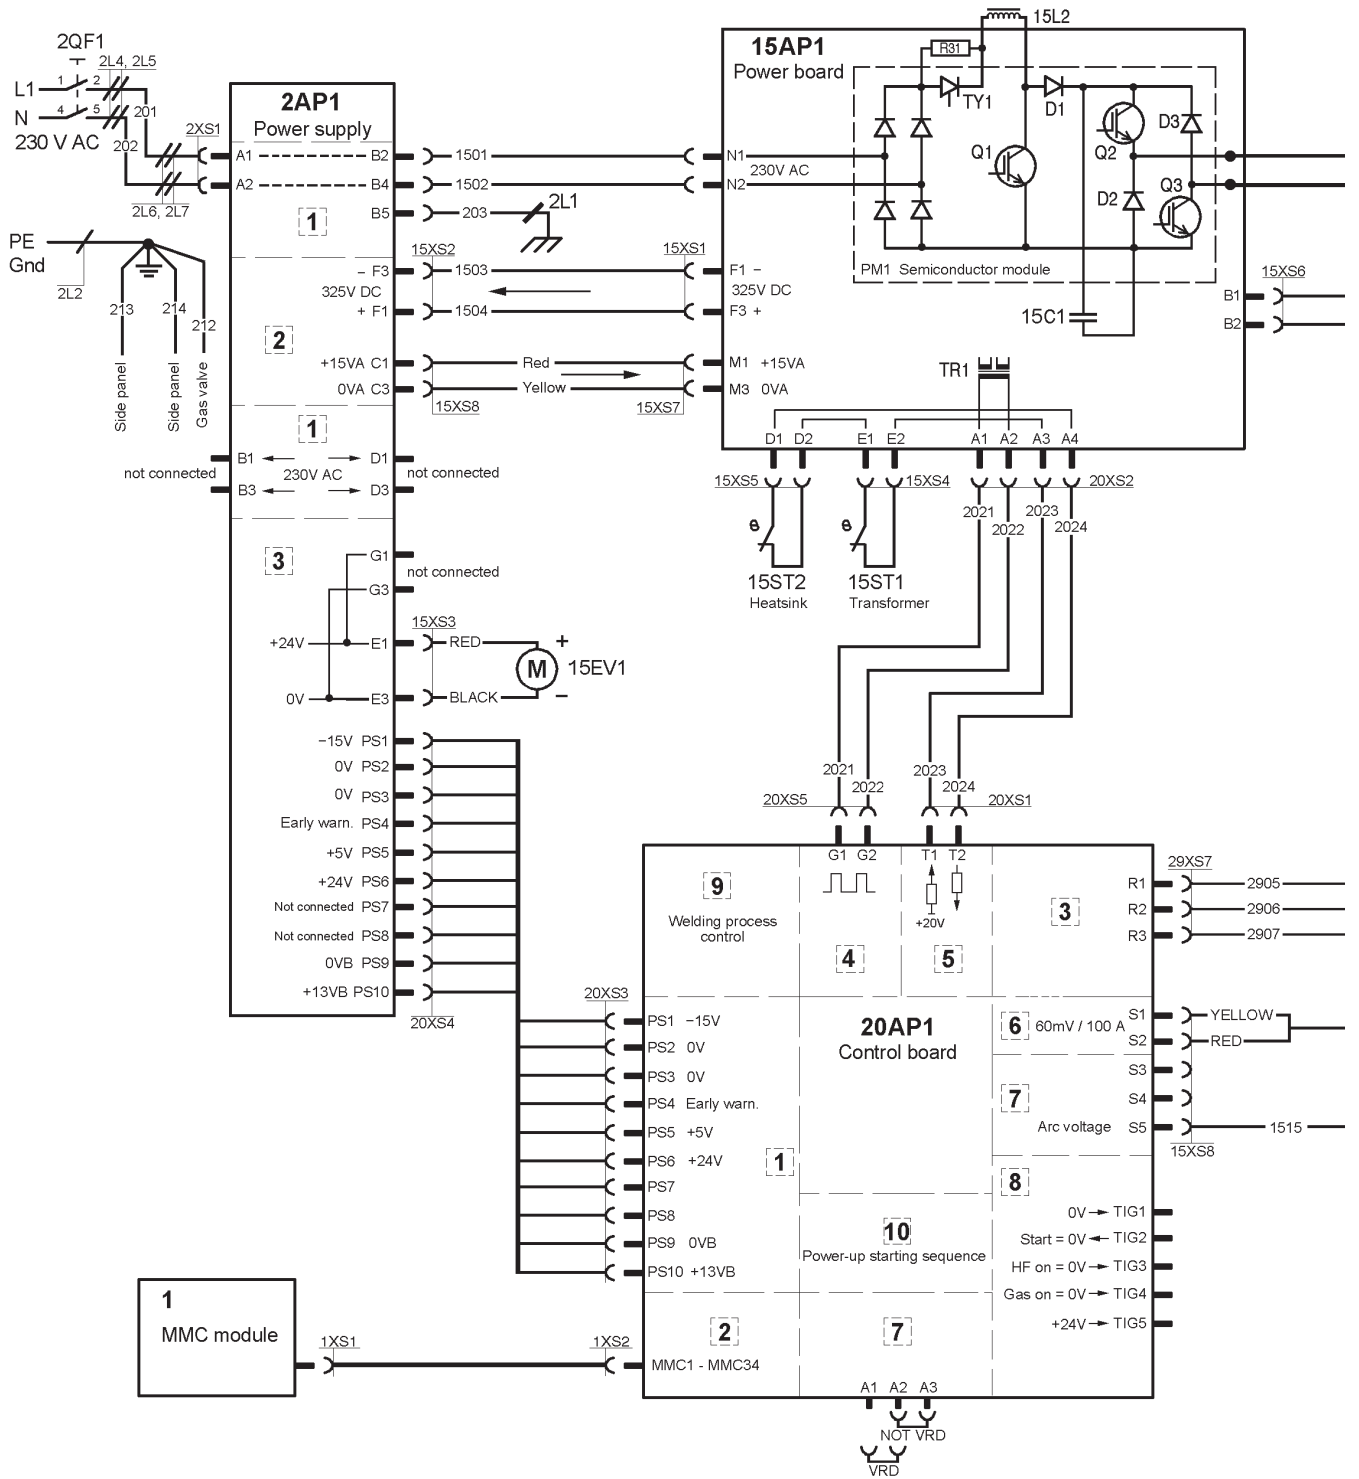 15L2
2QF1
2L4, 2L5
L1
1
2
201
N
4
5
230 V AC
202
2XS1
2L6, 2L7
2AP1
Power supply
A1
B2
1501
A2
B4
1502
B5
203
2L1
1
PE
Gnd
2L2
213
214
212
Side panel
Side panel
Gas valve
15XS2
15XS1
– F3
1503
325V DC
+ F1
1504
2
+15VA C1
Red
0VA C3
Yellow
15XS8
15XS7
1
B1
D1
230V AC
not connected
not connected
B3
D3
3
G1
not connected
G3
15XS3
+24V
E1
RED
+
M
15EV1
0V
E3
BLACK
–
–15V PS1
0V PS2
0V PS3
Early warn. PS4
+5V PS5
+24V PS6
Not connected PS7
Not connected PS8
0VB PS9
+13VB PS10
20XS4
15AP1
Power board
R31
TY1
D1
Q1
Q2
D3
D2
Q3
N1
230V AC
N2
PM1 Semiconductor module
F1 –
325V DC
F3 +
15C1
15XS6
B1
B2
M1 +15VA
M3 0VA
TR1
D1 D2 E1 E2 A1 A2 A3 A4
15XS5
15XS4
20XS2
2021
2022
2023
2024
θ
θ
15ST2
Heatsink
15ST1
Transformer
2021
2022
2023
2024
20XS5
20XS1
G1 G2 T1 T2
9
Welding process
control
4
+20V
5
3
29XS7
R1
2905
R2
2906
R3
2907
20XS3
20AP1
Control board
6
60mV / 100 A
S1
YELLOW
S2
RED
7
S3
S4
Arc voltage
S5
1515
15XS8
PS1 –15V
PS2 0V
PS3 0V
PS4 Early warn.
PS5 +5V
PS6 +24V
PS7
PS8
PS9 0VB
PS10 +13VB
1
8
0V
TIG1
Start = 0V
TIG2
HF on = 0V
TIG3
Gas on = 0V
TIG4
+24V
TIG5
10
Power-up starting sequence
2
7
1
MMC module
1XS1
1XS2
MMC1 - MMC34
A1 A2 A3
NOT VRD
VRD